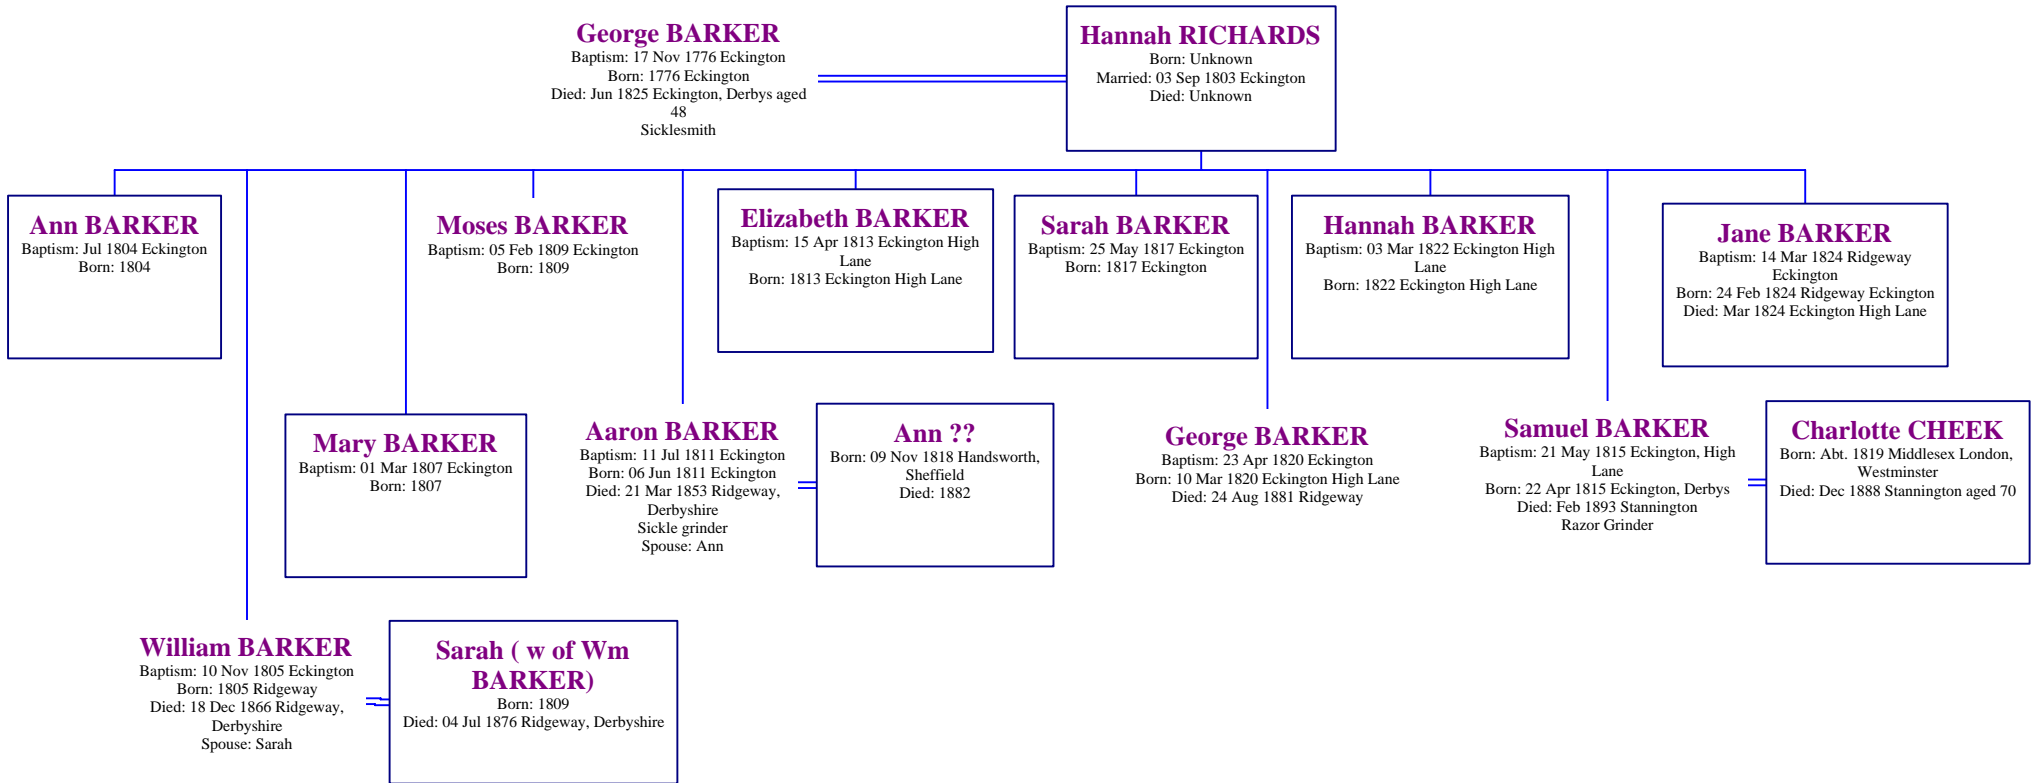 George BARKER
Baptism: 17 Nov 1776 Eckington
Born: 1776 Eckington
Died: Jun 1825 Eckington, Derbys aged
48
Sicklesmith
Hannah RICHARDS
Born: Unknown
Married: 03 Sep 1803 Eckington
Died: Unknown
Ann BARKER
Baptism: Jul 1804 Eckington
Born: 1804
Moses BARKER
Baptism: 05 Feb 1809 Eckington
Born: 1809
Elizabeth BARKER
Baptism: 15 Apr 1813 Eckington High
Lane
Born: 1813 Eckington High Lane
Sarah BARKER
Baptism: 25 May 1817 Eckington
Born: 1817 Eckington
Hannah BARKER
Baptism: 03 Mar 1822 Eckington High
Lane
Born: 1822 Eckington High Lane
Jane BARKER
Baptism: 14 Mar 1824 Ridgeway
Eckington
Born: 24 Feb 1824 Ridgeway Eckington
Died: Mar 1824 Eckington High Lane
Mary BARKER
Baptism: 01 Mar 1807 Eckington
Born: 1807
Aaron BARKER
Baptism: 11 Jul 1811 Eckington
Born: 06 Jun 1811 Eckington
Died: 21 Mar 1853 Ridgeway,
Derbyshire
Sickle grinder
Spouse: Ann
Ann ??
Born: 09 Nov 1818 Handsworth,
Sheffield
Died: 1882
George BARKER
Baptism: 23 Apr 1820 Eckington
Born: 10 Mar 1820 Eckington High Lane
Died: 24 Aug 1881 Ridgeway
Samuel BARKER
Baptism: 21 May 1815 Eckington, High
Lane
Born: 22 Apr 1815 Eckington, Derbys
Died: Feb 1893 Stannington
Razor Grinder
Charlotte CHEEK
Born: Abt. 1819 Middlesex London,
Westminster
Died: Dec 1888 Stannington aged 70
William BARKER
Baptism: 10 Nov 1805 Eckington
Born: 1805 Ridgeway
Died: 18 Dec 1866 Ridgeway,
Derbyshire
Spouse: Sarah
Sarah ( w of Wm
BARKER)
Born: 1809
Died: 04 Jul 1876 Ridgeway, Derbyshire